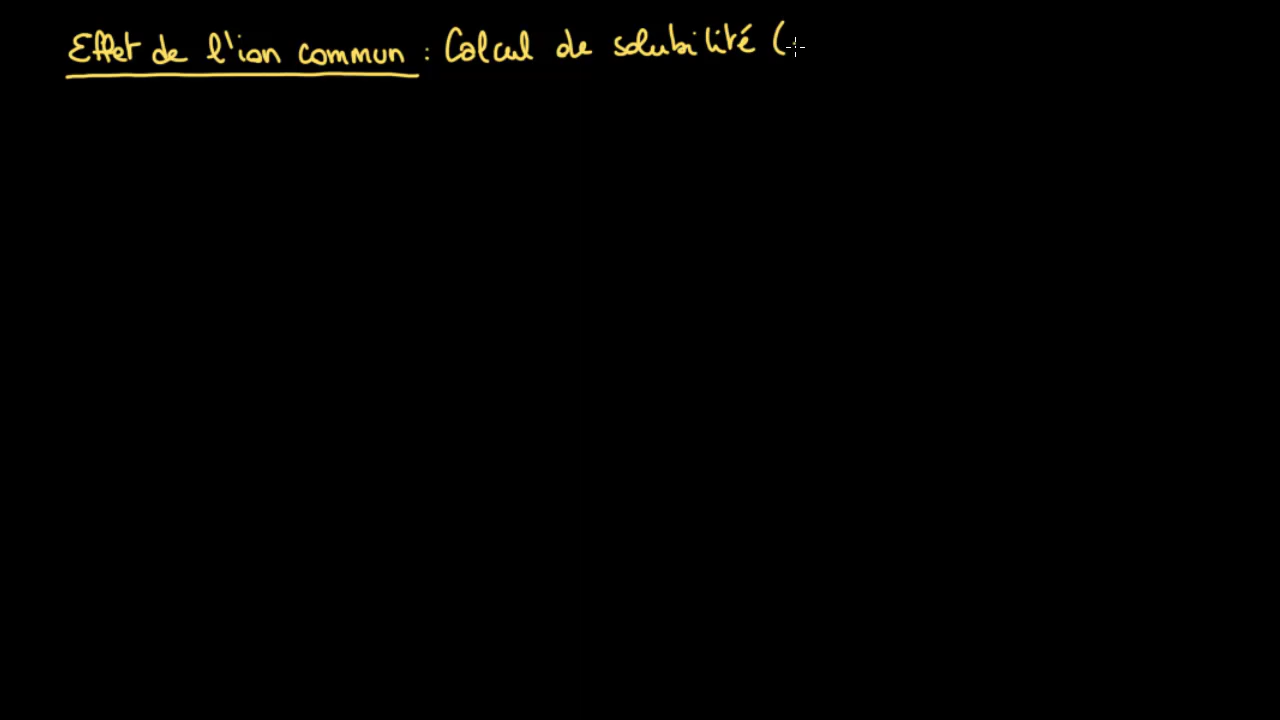 Effet de l'ion commun : Calcul de solubilité (